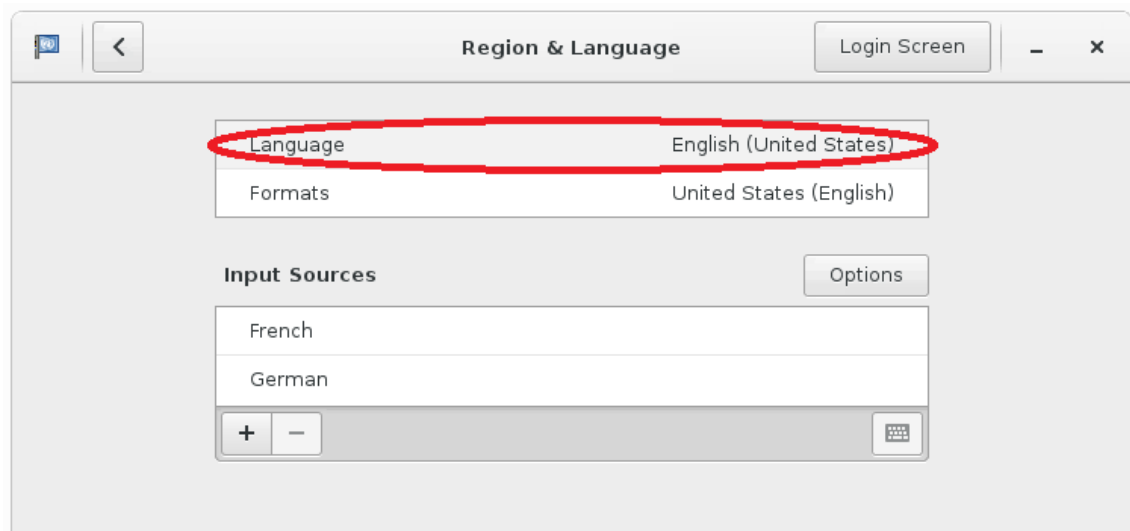 Region & Language
Login Screen
Language English (United States)
Formats United States (English)
Input Sources
Options
French
German